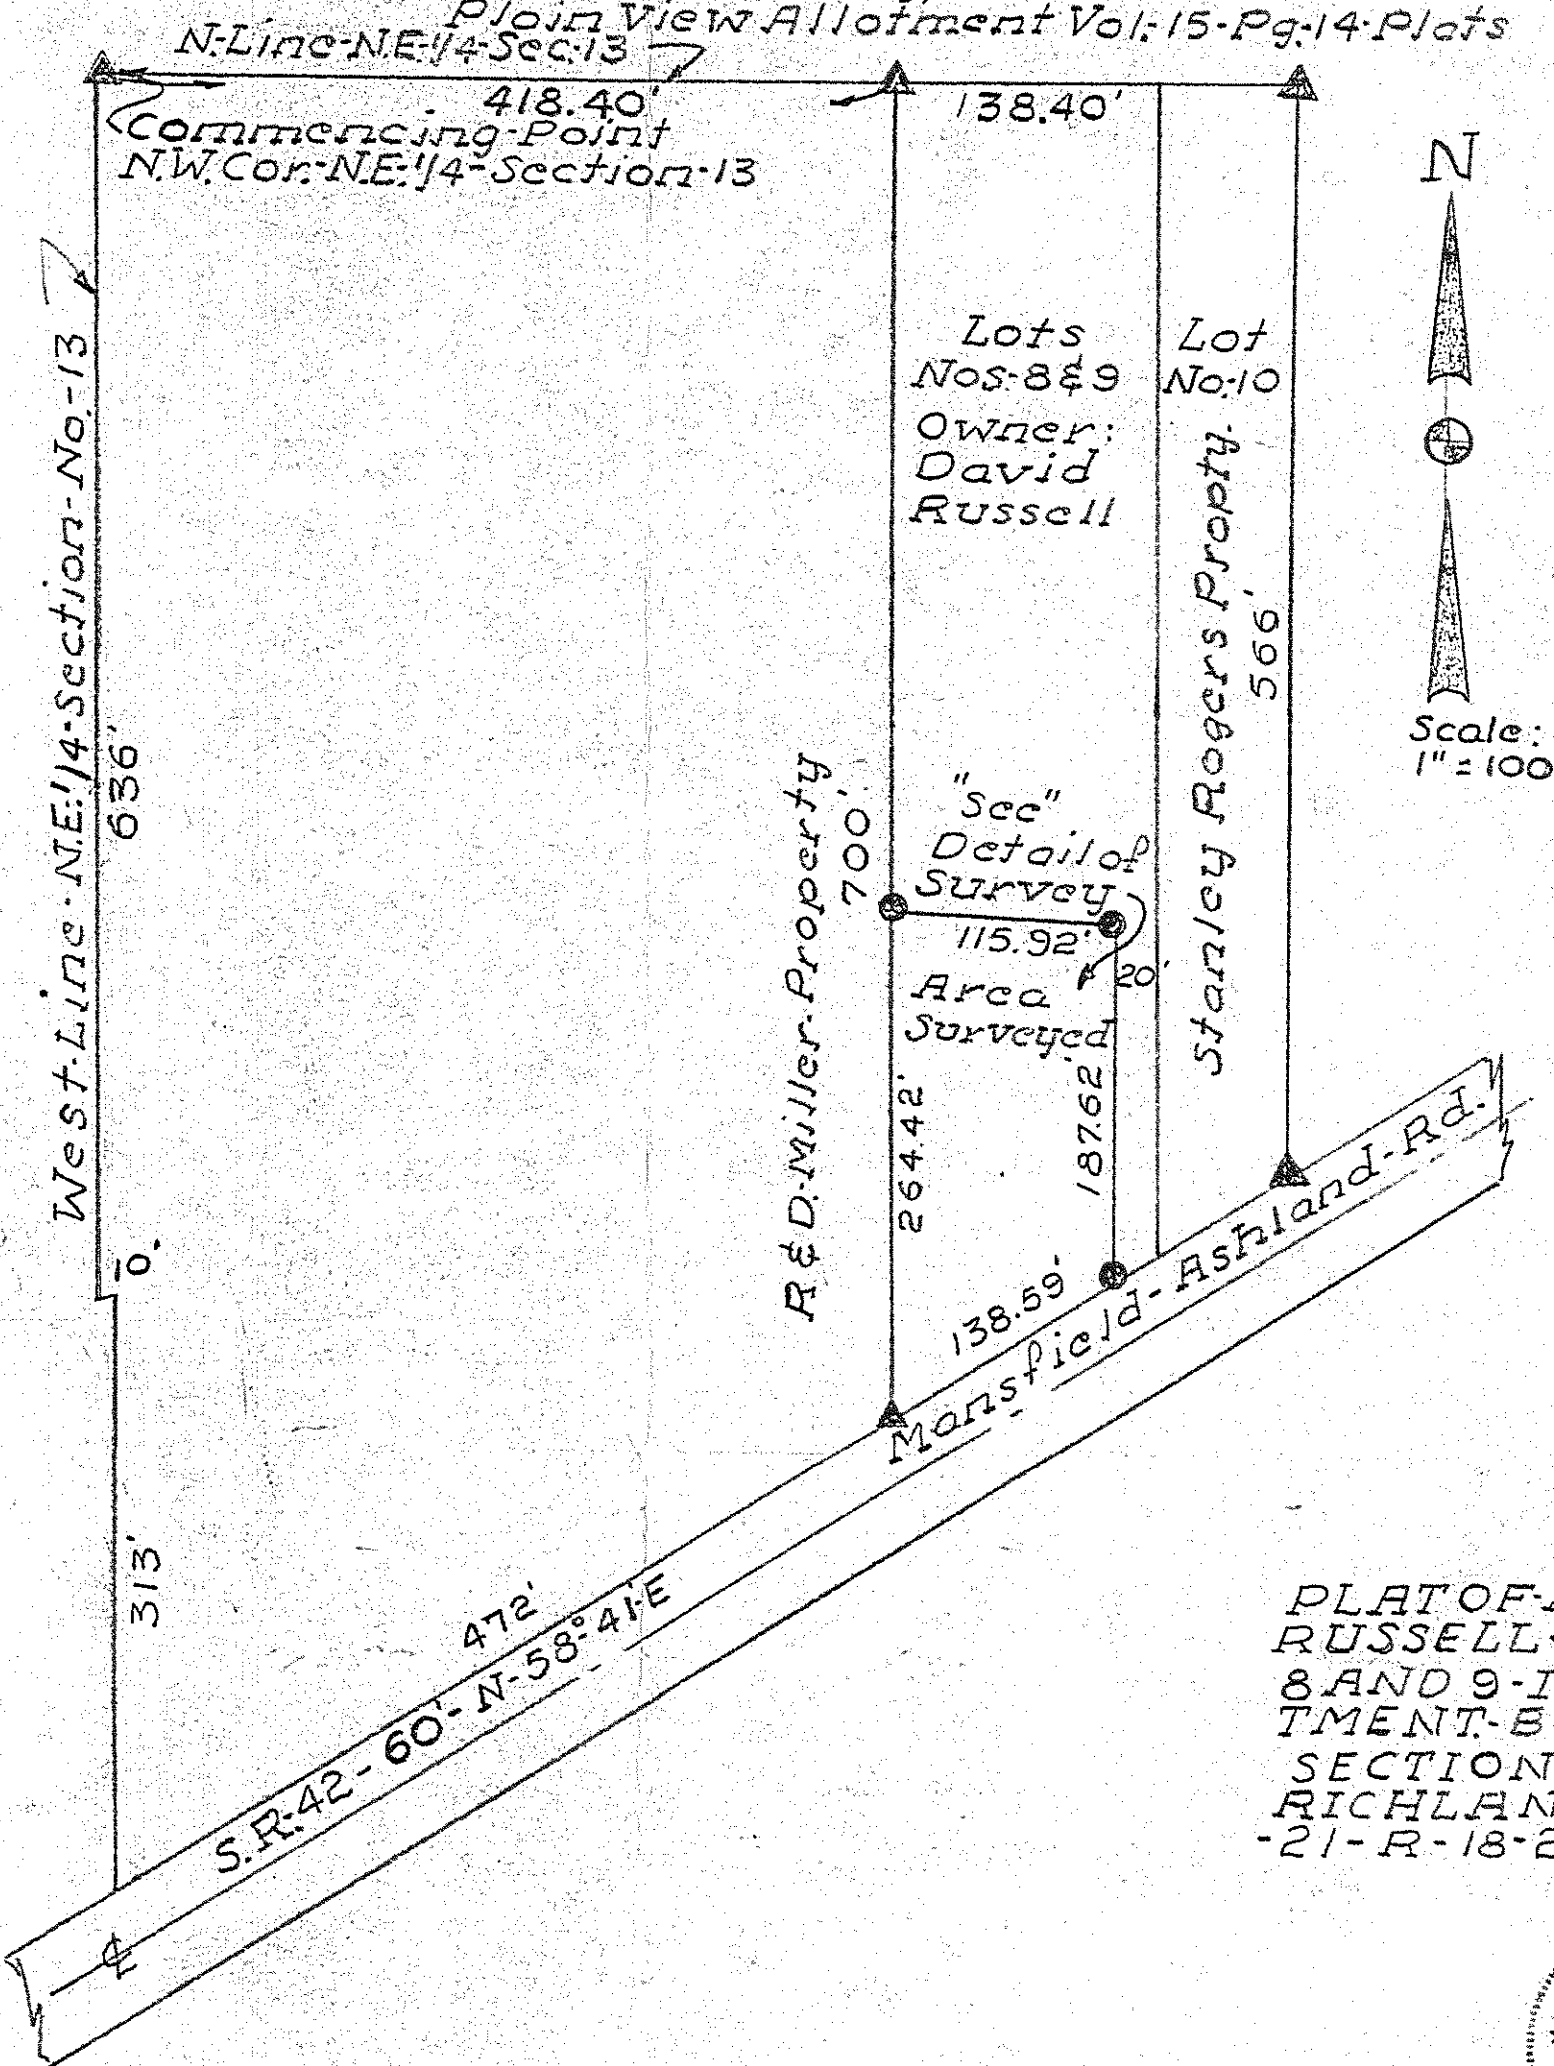 Plain View Allotment Vol.-15-Pg.-14-Plats
N-Line-N.E.-1/4-Sec.-13
418.40'
138.40'
Commencing-Point
N.W. Cor.-N.E.-1/4-Section-13
N
West-Line-N.E.-1/4-Section-No.-13
636'
Lots
Nos-8&9
Owner:
David
Russell
Lot
No-10
Stanley Rogers Propty.
566'
Scale:
1" = 100
R & D.-Miller-Property
700'
"See"
Detail of
Survey
115.92'
20'
Area
Surveyed
264.42'
187.62'
10'
138.59'
Mansfield-Ashland-Rd.
313'
472'
S.R.-42-60'-N-58°-41'-E
℄
PLAT OF-
RUSSELL-
8 AND 9-
TMENT.-
SECTION
RICHLAN
-21-R-18-